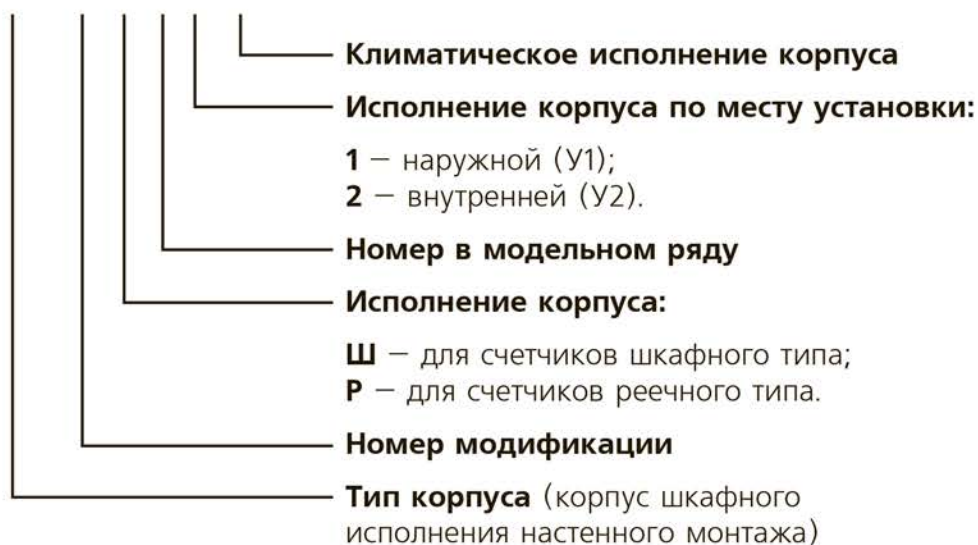 Климатическое исполнение корпуса
Исполнение корпуса по месту установки:
1 – наружной (У1);
2 – внутренней (У2).
Номер в модельном ряду
Исполнение корпуса:
Ш – для счетчиков шкафного типа;
Р – для счетчиков реечного типа.
Номер модификации
Тип корпуса (корпус шкафного
исполнения настенного монтажа)